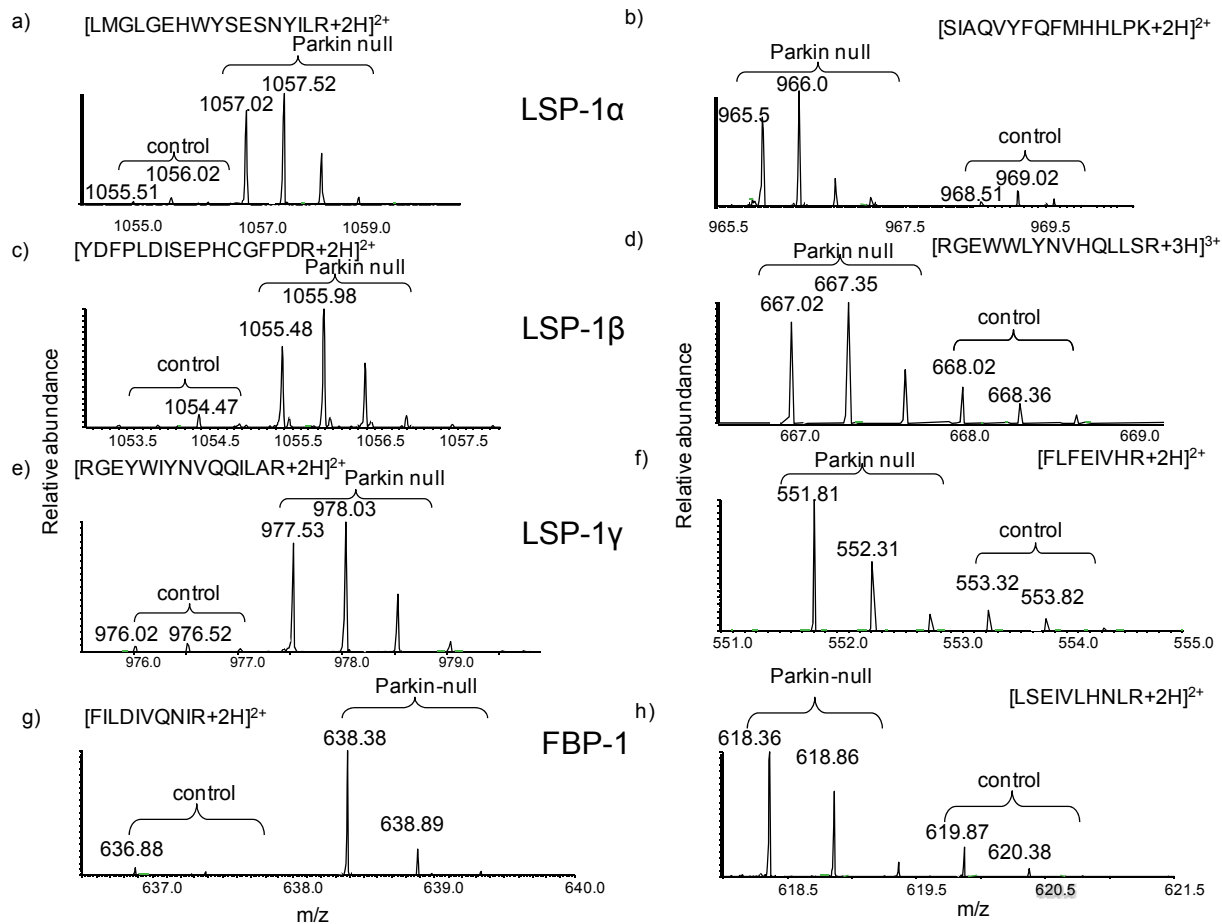 a)
[LMGLGEHWYSESNYILR+2H]2+
Parkin null
1057.52
1057.02
control
1056.02
1055.51
1055.0
1057.0
1059.0
LSP-1α
b)
[SIAQVYFQFMHHLPK+2H]2+
Parkin null
966.0
965.5
control
969.02
968.51
965.5
967.5
969.5
c)
[YDFPLDISEPHCGFPDR+2H]2+
Parkin null
1055.98
1055.48
control
1054.47
1053.5
1054.5
1055.5
1056.5
1057.5
LSP-1β
d)
[RGEWWLYNVHQLLSR+3H]3+
Parkin null
667.35
667.02
control
668.02
668.36
667.0
668.0
669.0
Relative abundance
Relative abundance
e)
[RGEYWIYNVQQILAR+2H]2+
Parkin null
978.03
977.53
control
976.02
976.52
976.0
977.0
978.0
979.0
LSP-1γ
f)
[FLFEIVHR+2H]2+
Parkin null
551.81
552.31
control
553.32
553.82
551.0
552.0
553.0
554.0
555.0
g)
[FILDIVQNIR+2H]2+
Parkin-null
638.38
638.89
control
636.88
637.0
638.0
639.0
640.0
m/z
FBP-1
h)
[LSEIVLHNLR+2H]2+
Parkin-null
618.36
618.86
control
619.87
620.38
618.5
619.5
620.5
621.5
m/z